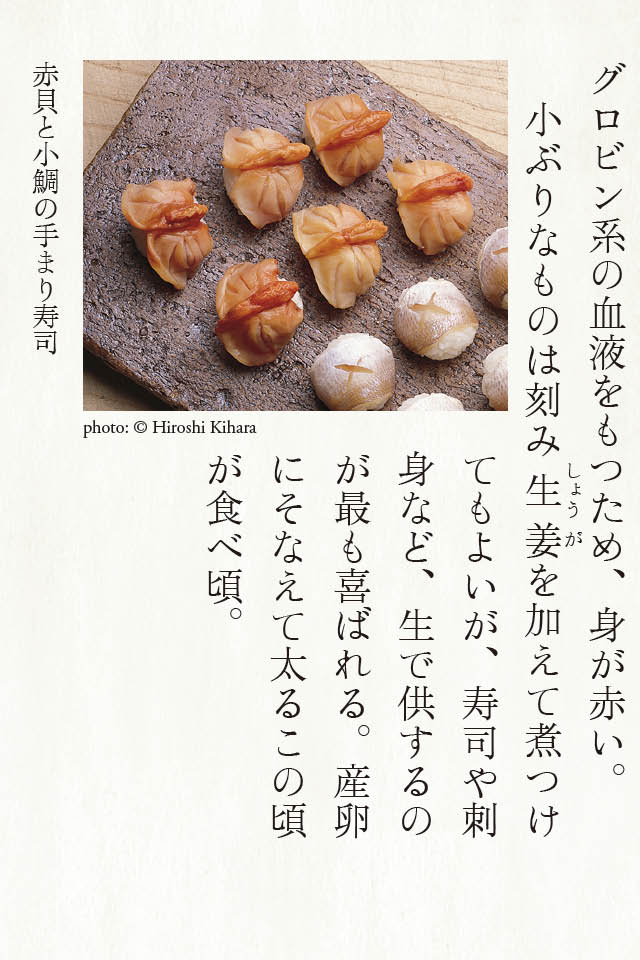 グロビン系の血液をもつため、身が赤い。
小ぶりなものは刻み生姜を加えて煮つけ
しょうが
てもよいが、寿司や刺
身など、生で供するの
が最も喜ばれる。産卵
にそなえて太るこの頃
が食べ頃。
赤貝と小鯛の手まり寿司
photo: © Hiroshi Kihara